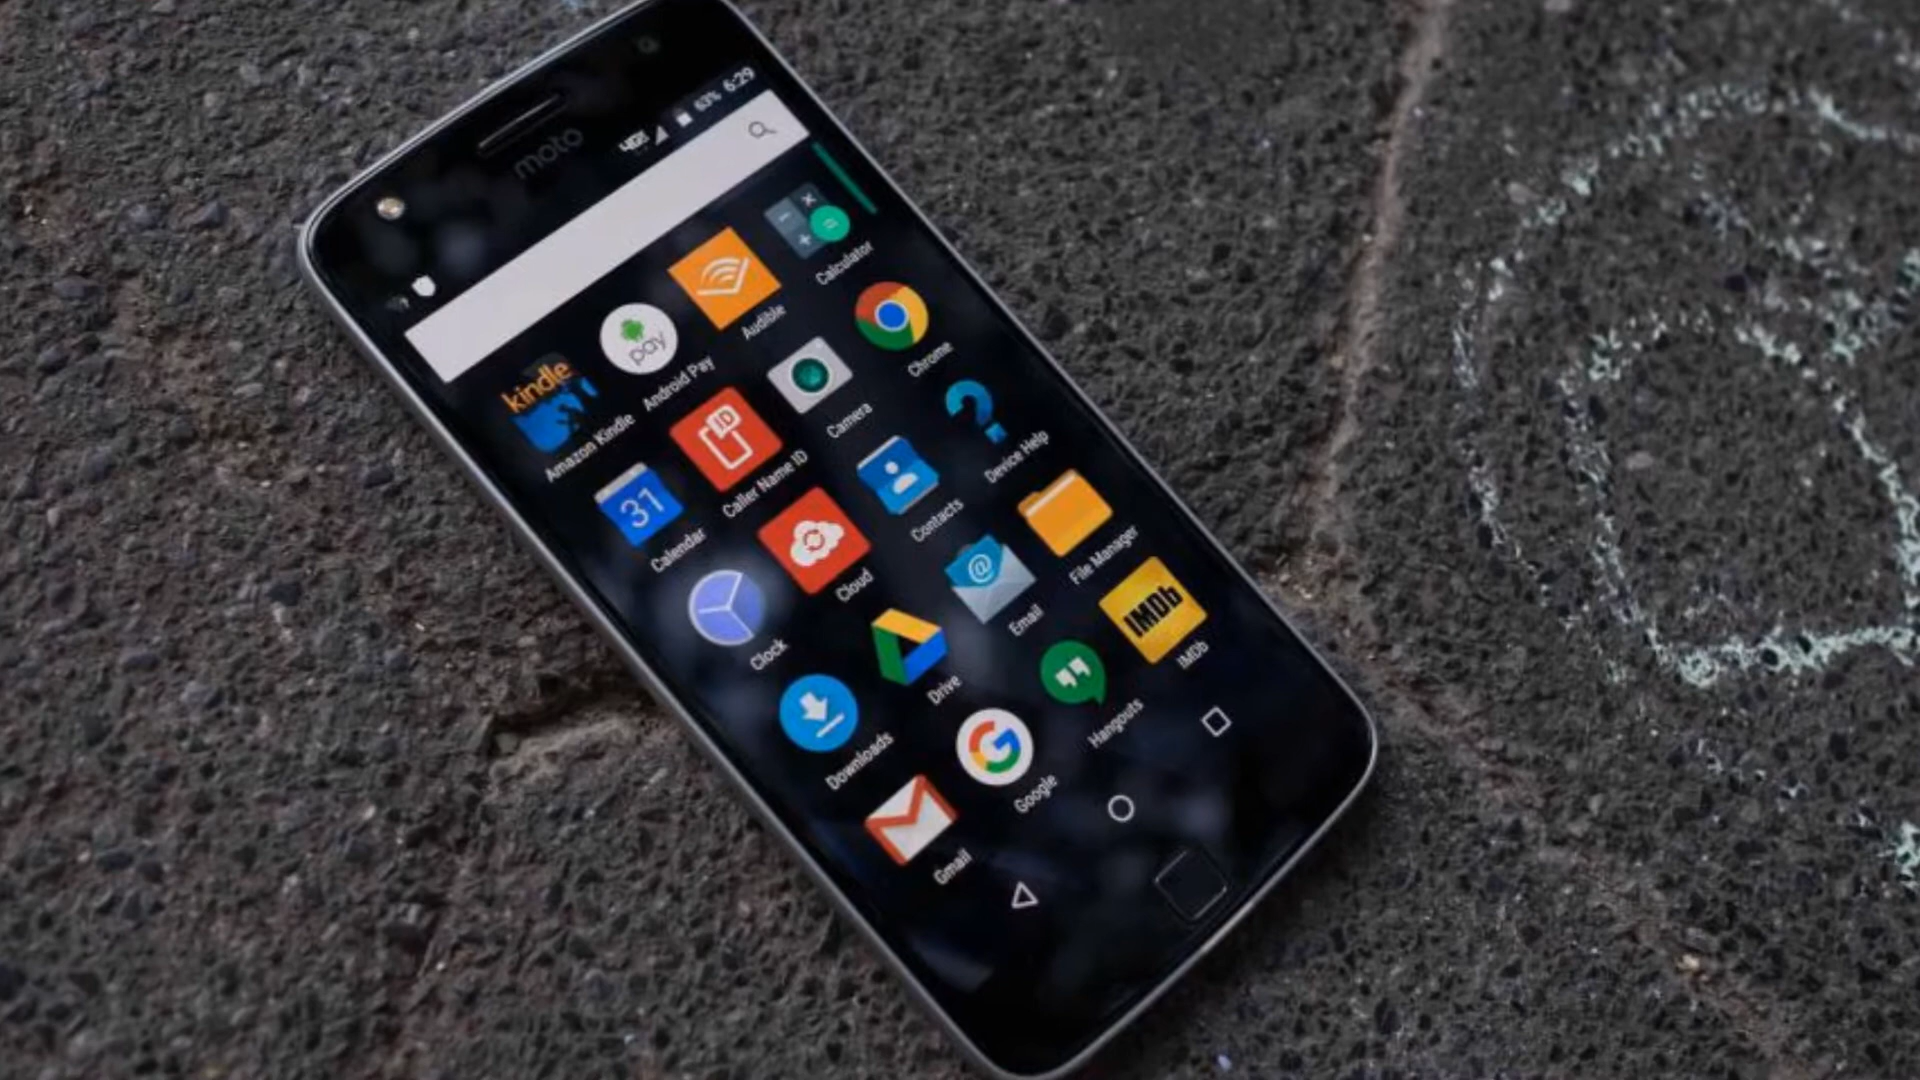 moto
4G 63% 6:29
kindle
pay
Amazon Kindle Android Pay Audible Calculator
31
ID
Calendar Caller Name ID Camera Chrome
@
Clock Cloud Contacts Device Help
Downloads Drive Email File Manager
IMDb
G
Gmail Google Hangouts IMDb